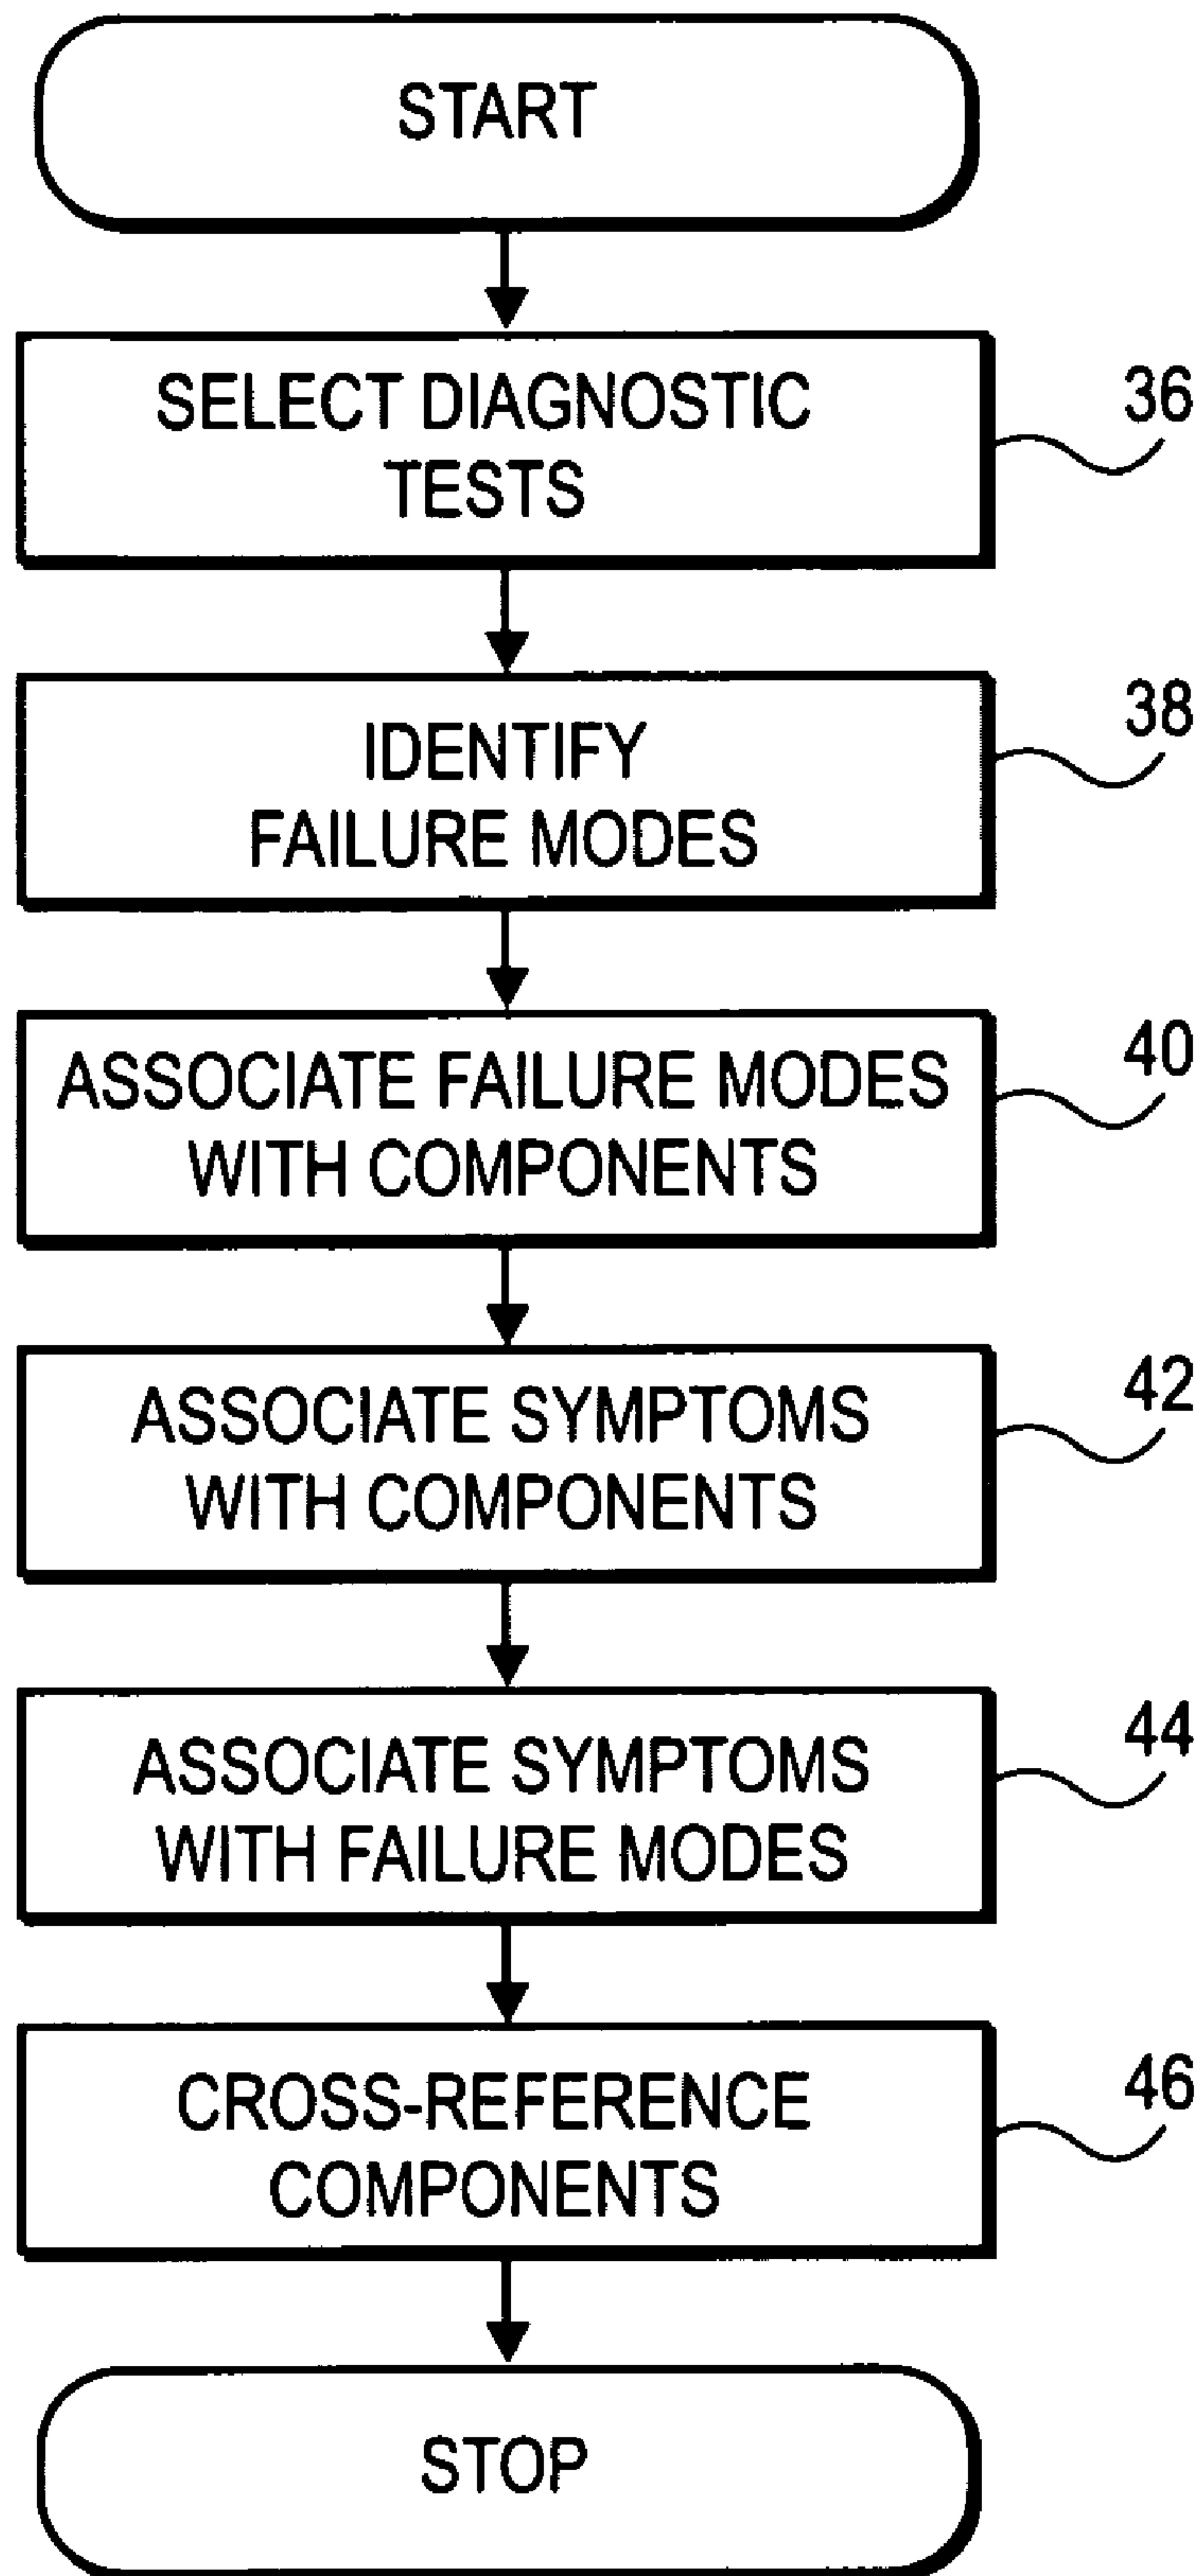 START
SELECT DIAGNOSTIC
TESTS
36
IDENTIFY
FAILURE MODES
38
ASSOCIATE FAILURE MODES
WITH COMPONENTS
40
ASSOCIATE SYMPTOMS
WITH COMPONENTS
42
ASSOCIATE SYMPTOMS
WITH FAILURE MODES
44
CROSS-REFERENCE
COMPONENTS
46
STOP